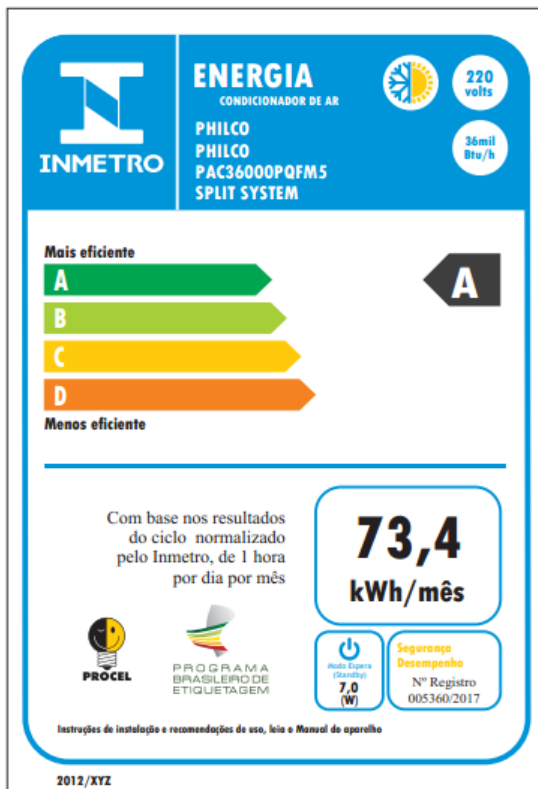 INMETRO
ENERGIA
CONDICIONADOR DE AR
PHILCO
PHILCO
PAC36000PQFM5
SPLIT SYSTEM
220
volts
36mil
Btu/h
Mais eficiente
A
A
B
C
D
Menos eficiente
Com base nos resultados
do ciclo normalizado
pelo Inmetro, de 1 hora
por dia por mês
73,4
kWh/mês
PROCEL
PROGRAMA
BRASILEIRO DE
ETIQUETAGEM
Modo Espera
(Standby)
7,0
(W)
Segurança
Desempenho
Nº Registro
005360/2017
Instruções de instalação e recomendações de uso, leia o Manual do aparelho
2012/XYZ